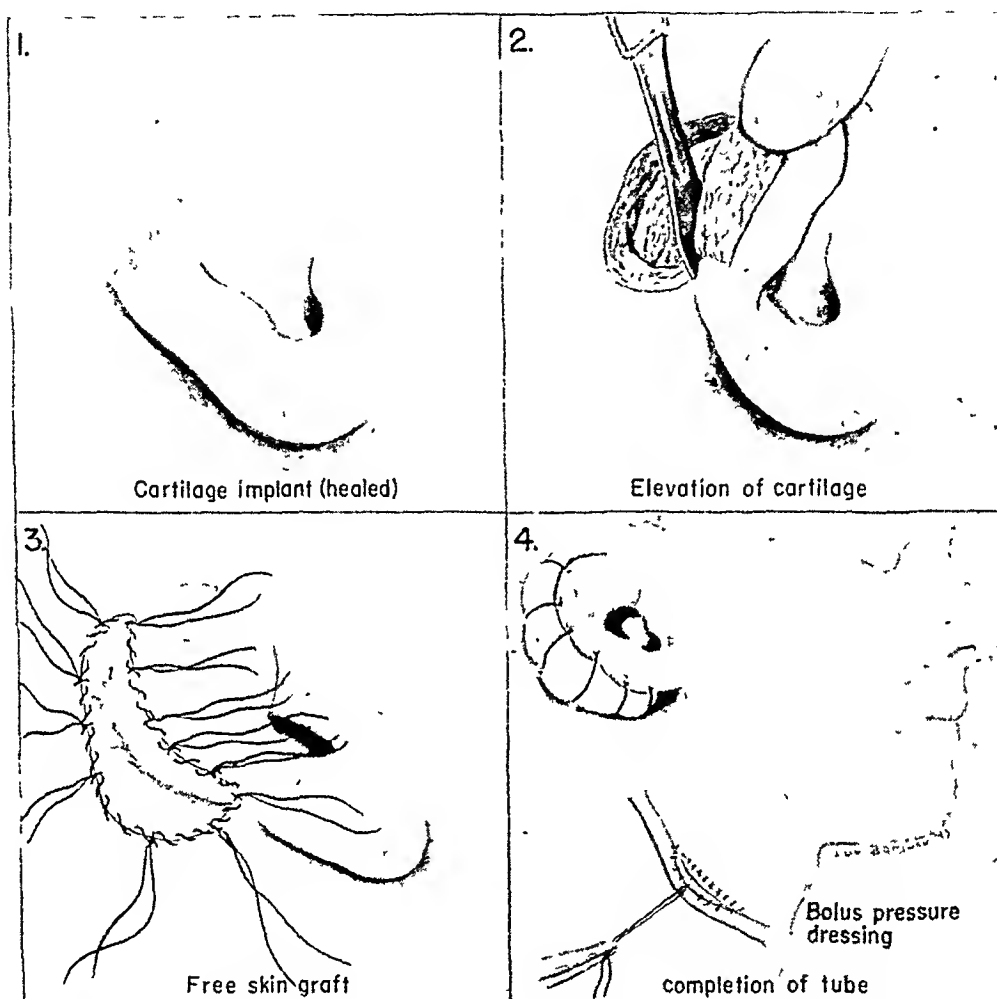 1.
Cartilage implant (healed)
2.
Elevation of cartilage
3.
Free skin graft
4.
Bolus pressure
dressing
completion of tube